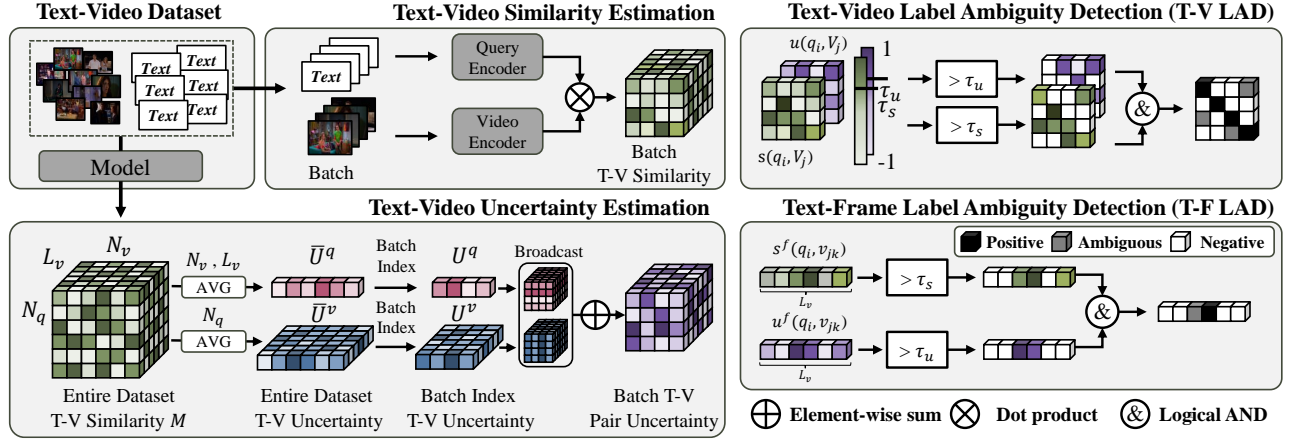 Text-Video Dataset
Text
Text
Text
Text
Text
Text
Model
Text-Video Similarity Estimation
Text
Query
Encoder
Video
Encoder
Batch
Batch
T-V Similarity
Text-Video Label Ambiguity Detection (T-V LAD)
u(q_i, V_j)
s(q_i, V_j)
1
τ_u
τ_s
-1
> τ_u
> τ_s
&
Text-Video Uncertainty Estimation
L_v
N_v
N_q
N_v , L_v
AVG
N_q
AVG
Ū^q
Ū^v
Batch
Index
Batch
Index
U^q
U^v
Broadcast
Entire Dataset
T-V Similarity M
Entire Dataset
T-V Uncertainty
Batch Index
T-V Uncertainty
Batch T-V
Pair Uncertainty
Text-Frame Label Ambiguity Detection (T-F LAD)
Positive Ambiguous Negative
s^f(q_i, v_jk)
L_v
> τ_s
u^f(q_i, v_jk)
L_v
> τ_u
&
Element-wise sum Dot product & Logical AND